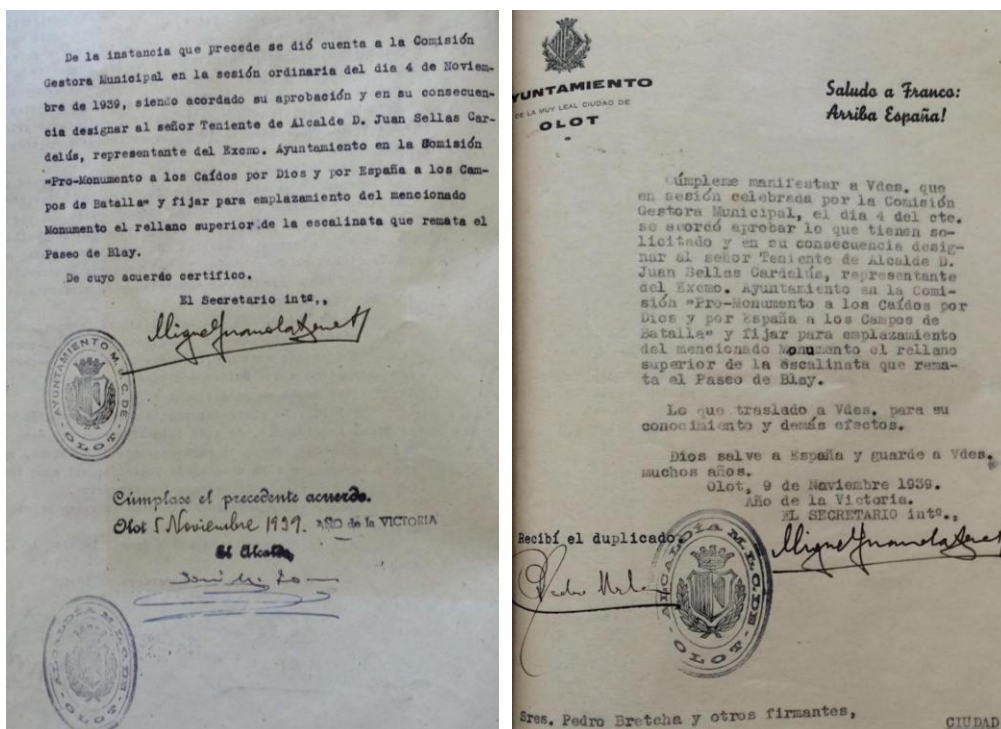 De la instancia que precede se dió cuenta a la Comisión
Gestora Municipal en la sesión ordinaria del dia 4 de Noviem-
bre de 1939, siendo acordado su aprobación y en su consecuen-
cia designar al señor Teniente de Alcalde D. Juan Sellas Car-
delús, representante del Excmo. Ayuntamiento en la Comisión
"Pro-Monumento a los Caídos por Dios y por España a los Cam-
pos de Batalla" y fijar para emplazamiento del mencionado
Monumento el rellano superior de la escalinata que remata el
Paseo de Blay.
De cuyo acuerdo certifico.
El Secretario intº.,
AYUNTAMIENTO M. L. C. DE
OLOT
Cúmplase el precedente acuerdo.
Olot 5 Noviembre 1939. AÑO de la VICTORIA
El Alcalde,
ALCALDÍA M. L. C. DE
OLOT
AYUNTAMIENTO
DE LA MUY LEAL CIUDAD DE
OLOT
Saludo a Franco:
Arriba España!
Cúmpleme manifestar a Vdes. que
en sesión celebrada por la Comisión
Gestora Municipal, el día 4 del cte.
se acordó aprobar lo que tienen so-
licitado y en su consecuencia desig-
nar al señor Teniente de Alcalde D.
Juan Sellas Cardelús, representante
del Excmo. Ayuntamiento en la Comi-
sión "Pro-Monumento a los Caídos por
Dios y por España a los Campos de
Batalla" y fijar para emplazamiento
del mencionado Monumento el rellano
superior de la escalinata que rema-
ta el Paseo de Blay.
Lo que traslado a Vdes. para su
conocimiento y demás efectos.
Dios salve a España y guarde a Vdes.
muchos años.
Olot, 9 de Noviembre 1939.
Año de la Victoria.
EL SECRETARIO intº.,
Recibí el duplicado.
Pedro
ALCALDÍA M. L. C. DE
OLOT
Sres. Pedro Bretcha y otros firmantes,
CIUDAD